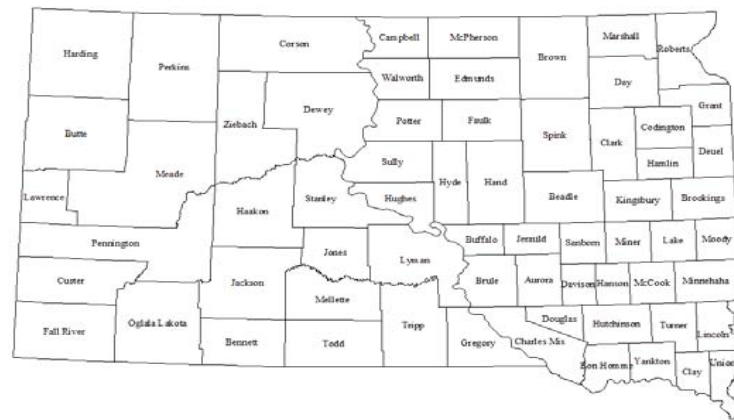 Harding
Perkins
Corson
Campbell
McPherson
Brown
Marshall
Roberts
Walworth
Edmunds
Day
Grant
Butte
Ziebach
Dewey
Potter
Faulk
Spink
Clark
Codington
Deuel
Hamlin
Meade
Sully
Hyde
Hand
Lawrence
Haakon
Stanley
Hughes
Beadle
Kingsbury
Brookings
Pennington
Jones
Lyman
Buffalo
Jerauld
Sanborn
Miner
Lake
Moody
Custer
Jackson
Brule
Aurora
Davison
Hanson
McCook
Minnehaha
Mellette
Fall River
Oglala Lakota
Bennett
Todd
Tripp
Gregory
Douglas
Charles Mix
Hutchinson
Turner
Lincoln
Bon Homme
Yankton
Clay
Union